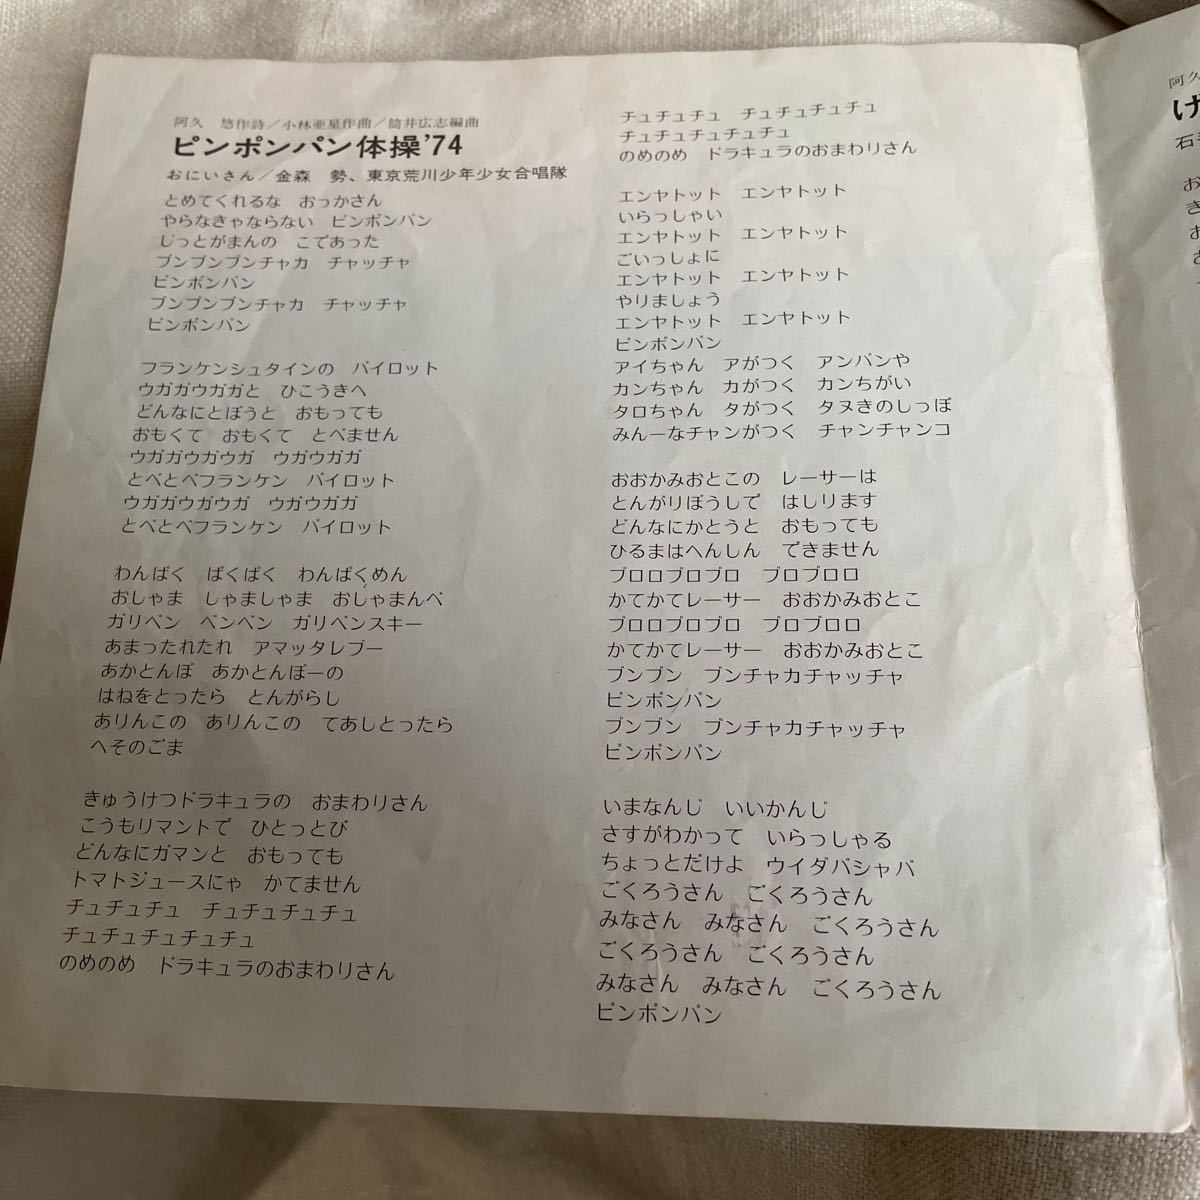 阿久　悠作詩／小林亜星作曲／筒井広志編曲
ピンポンパン体操'74
おにいさん／金森　勢、東京荒川少年少女合唱隊
とめてくれるな　おっかさん
やらなきゃならない　ピンポンパン
じっとがまんの　こであった
ブンブンブンチャカ　チャッチャ
ピンポンパン
ブンブンブンチャカ　チャッチャ
ピンポンパン
フランケンシュタインの　パイロット
ウガガウガガと　ひこうきへ
どんなにとぼうと　おもっても
おもくて　おもくて　とべません
ウガガウガウガ　ウガウガガ
とべとべフランケン　パイロット
ウガガウガウガ　ウガウガガ
とべとべフランケン　パイロット
わんぱく　ぱくぱく　わんぱくめん
おしゃま　しゃましゃま　おしゃまんべ
ガリベン　ベンベン　ガリベンスキー
あまったれたれ　アマッタレブー
あかとんぼ　あかとんぼーの
はねをとったら　とんがらし
ありんこの　ありんこの　てあしとったら
へそのごま
きゅうけつドラキュラの　おまわりさん
こうもりマントで　ひとっとび
どんなにガマンと　おもっても
トマトジュースにゃ　かてません
チュチュチュ　チュチュチュチュ
チュチュチュチュチュ
のめのめ　ドラキュラのおまわりさん
チュチュチュ　チュチュチュチュ
チュチュチュチュチュ
のめのめ　ドラキュラのおまわりさん
エンヤトット　エンヤトット
いらっしゃい
エンヤトット　エンヤトット
ごいっしょに
エンヤトット　エンヤトット
やりましょう
エンヤトット　エンヤトット
ピンポンパン
アイちゃん　アがつく　アンパンや
カンちゃん　カがつく　カンちがい
タロちゃん　タがつく　タヌきのしっぽ
みんーなチャンがつく　チャンチャンコ
おおかみおとこの　レーサーは
とんがりぼうしで　はしります
どんなにかとうと　おもっても
ひるまはへんしん　できません
ブロロブロブロ　ブロブロロ
かてかてレーサー　おおかみおとこ
ブロロブロブロ　ブロブロロ
かてかてレーサー　おおかみおとこ
ブンブン　ブンチャカチャッチャ
ピンポンパン
ブンブン　ブンチャカチャッチャ
ピンポンパン
いまなんじ　いいかんじ
さすがわかって　いらっしゃる
ちょっとだけよ　ウイダバシャバ
ごくろうさん　ごくろうさん
みなさん　みなさん　ごくろうさん
ごくろうさん　ごくろうさん
みなさん　みなさん　ごくろうさん
ピンポンパン
阿久
け
石
お
き
お